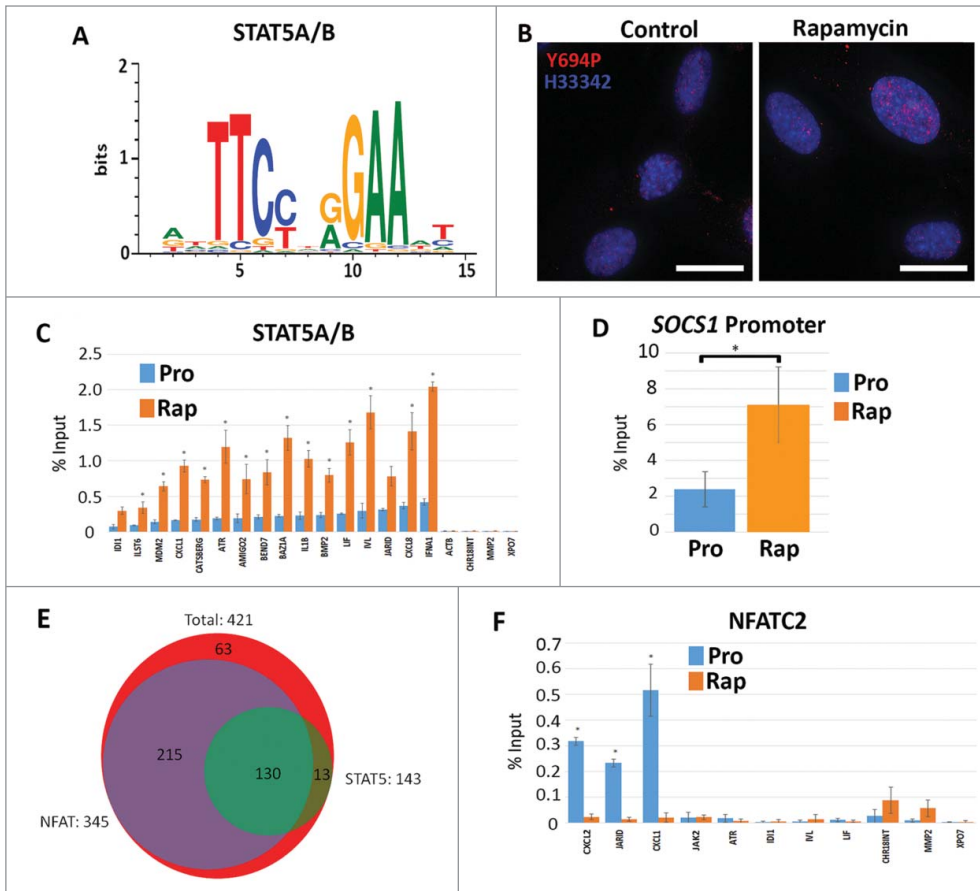 A
STAT5A/B
2
1
0
bits
5
10
15
B
Control
Rapamycin
Y694P
H33342
C
STAT5A/B
2.5
2.0
1.5
1.0
0.5
0
% Input
Pro
Rap
* * * * * * * * * * * * * * *
IDI1
IL5T6
MDM2
CXCL1
CATSBERG
ATR
AMIGO2
BEND7
BAZ1A
IL1B
BMP2
LIF
IVL
JARID
CXCL8
IFNA1
ACTB
CHR18INT
MMP2
XPO7
D
SOCS1 Promoter
10
8
6
4
2
0
% Input
*
Pro
Rap
Pro
Rap
E
Total: 421
63
215
130
13
STAT5: 143
NFAT: 345
F
NFATC2
0.7
0.6
0.5
0.4
0.3
0.2
0.1
0
% Input
Pro
Rap
* * *
CXCL2
JARID
CXCL1
JAK2
ATR
IDI1
IVL
LIF
CHR18INT
MMP2
XPO7